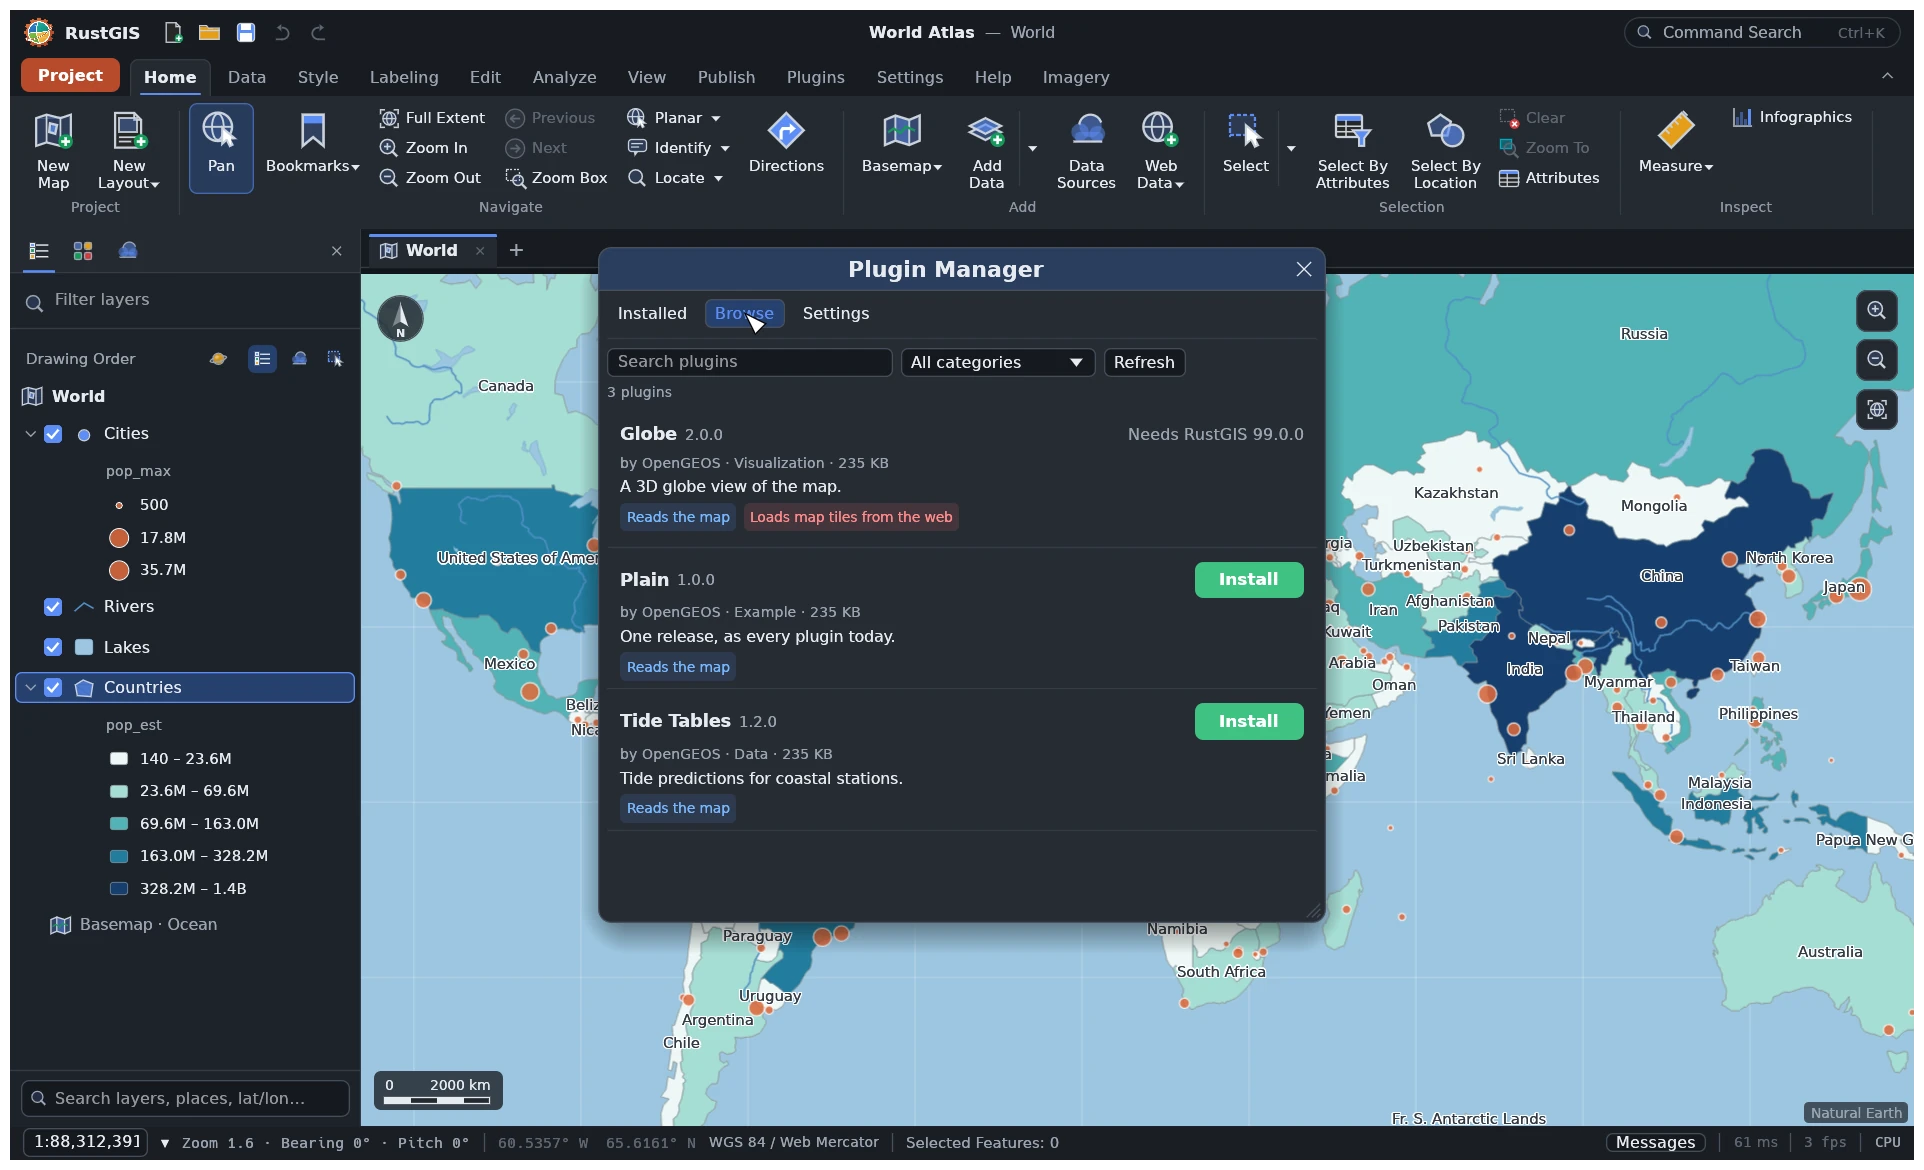 RustGIS
World Atlas — World
Command Search Ctrl+K
Project Home Data Style Labeling Edit Analyze View Publish Plugins Settings Help Imagery
New Map
New Layout
Project
Pan
Bookmarks
Full Extent
Zoom In
Zoom Out
Previous
Next
Zoom Box
Planar
Identify
Locate
Directions
Navigate
Basemap
Add Data
Data Sources
Web Data
Add
Select
Select By Attributes
Select By Location
Clear
Zoom To
Attributes
Selection
Measure
Infographics
Inspect
World
Filter layers
Drawing Order
World
Cities
pop_max
500
17.8M
35.7M
Rivers
Lakes
Countries
pop_est
140 – 23.6M
23.6M – 69.6M
69.6M – 163.0M
163.0M – 328.2M
328.2M – 1.4B
Basemap · Ocean
Search layers, places, lat/lon...
Plugin Manager
Installed Browse Settings
Search plugins
All categories
Refresh
3 plugins
Globe 2.0.0
Needs RustGIS 99.0.0
by OpenGEOS · Visualization · 235 KB
A 3D globe view of the map.
Reads the map
Loads map tiles from the web
Plain 1.0.0
Install
by OpenGEOS · Example · 235 KB
One release, as every plugin today.
Reads the map
Tide Tables 1.2.0
Install
by OpenGEOS · Data · 235 KB
Tide predictions for coastal stations.
Reads the map
N
Canada
United States of Amer
Mexico
Beliz
Nica
Paraguay
Uruguay
Argentina
Chile
Namibia
South Africa
Russia
Kazakhstan
Mongolia
rgia
Uzbekistan
Turkmenistan
North Korea
China
Japan
aq
Iran
Afghanistan
Kuwait
Pakistan
Nepal
Arabia
India
Taiwan
Oman
Myanmar
Yemen
Thailand
Philippines
a
Sri Lanka
malia
Malaysia
Indonesia
Papua New G
Australia
Fr. S. Antarctic Lands
0 2000 km
Natural Earth
1:88,312,391
Zoom 1.6 · Bearing 0° · Pitch 0°
60.5357° W 65.6161° N
WGS 84 / Web Mercator
Selected Features: 0
Messages
61 ms
3 fps
CPU